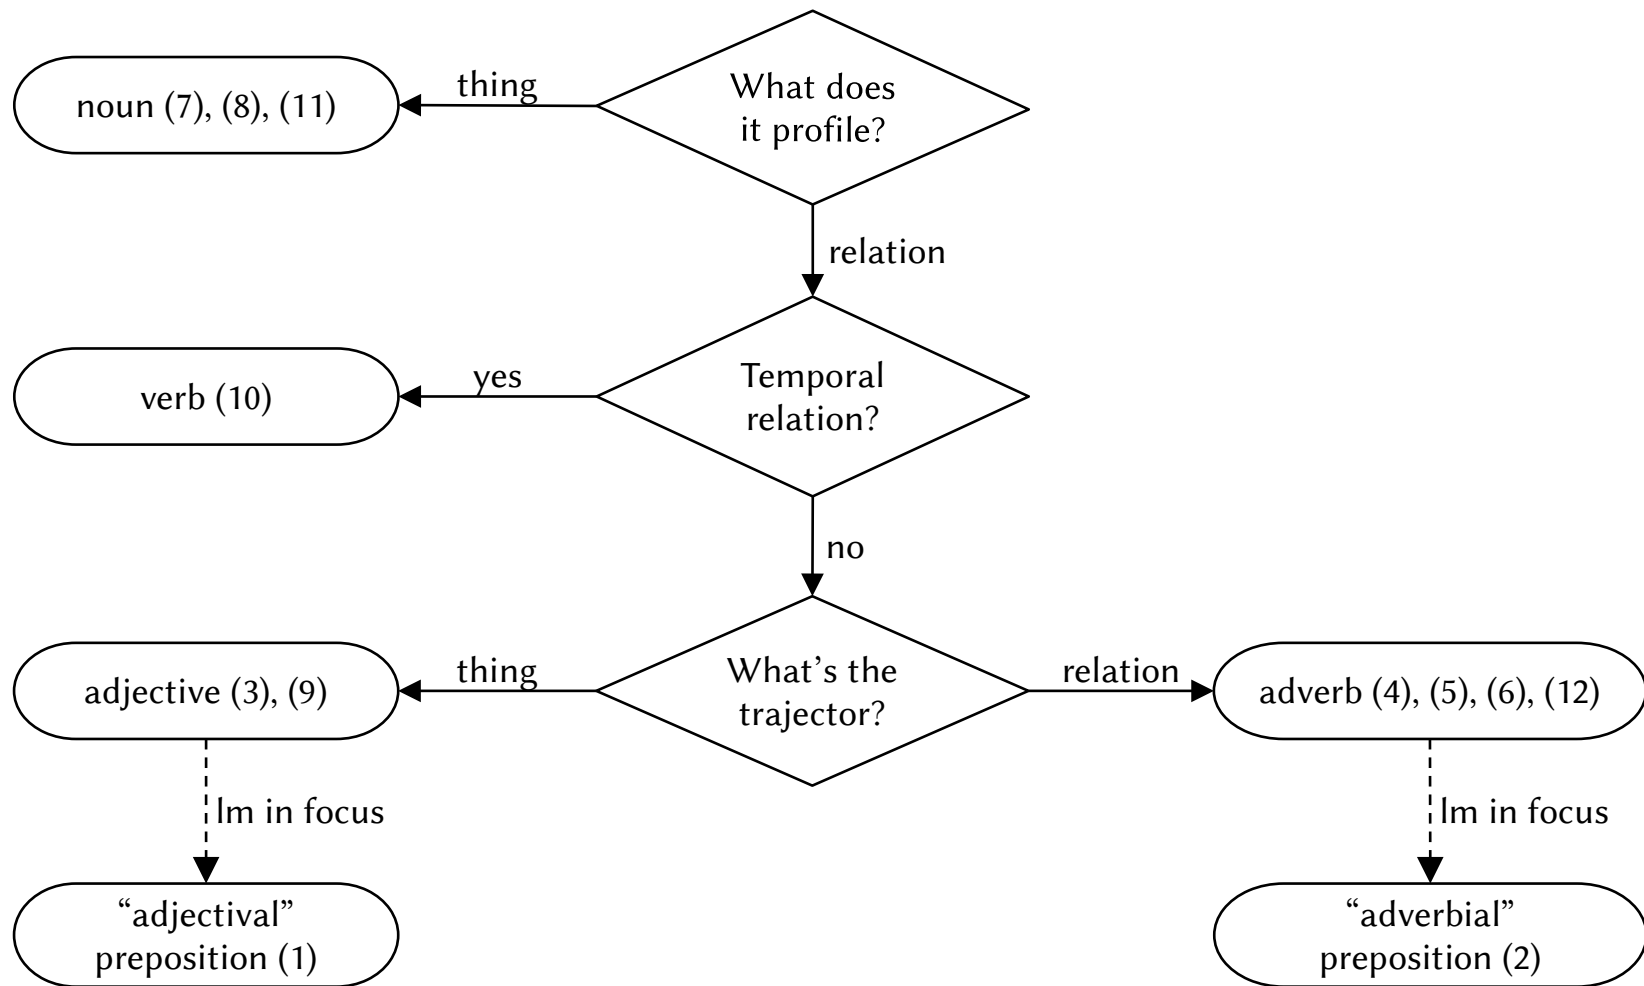 What does
it profile?
thing
noun (7), (8), (11)
relation
Temporal
relation?
yes
verb (10)
no
What’s the
trajector?
thing
adjective (3), (9)
relation
adverb (4), (5), (6), (12)
lm in focus
lm in focus
“adjectival”
preposition (1)
“adverbial”
preposition (2)